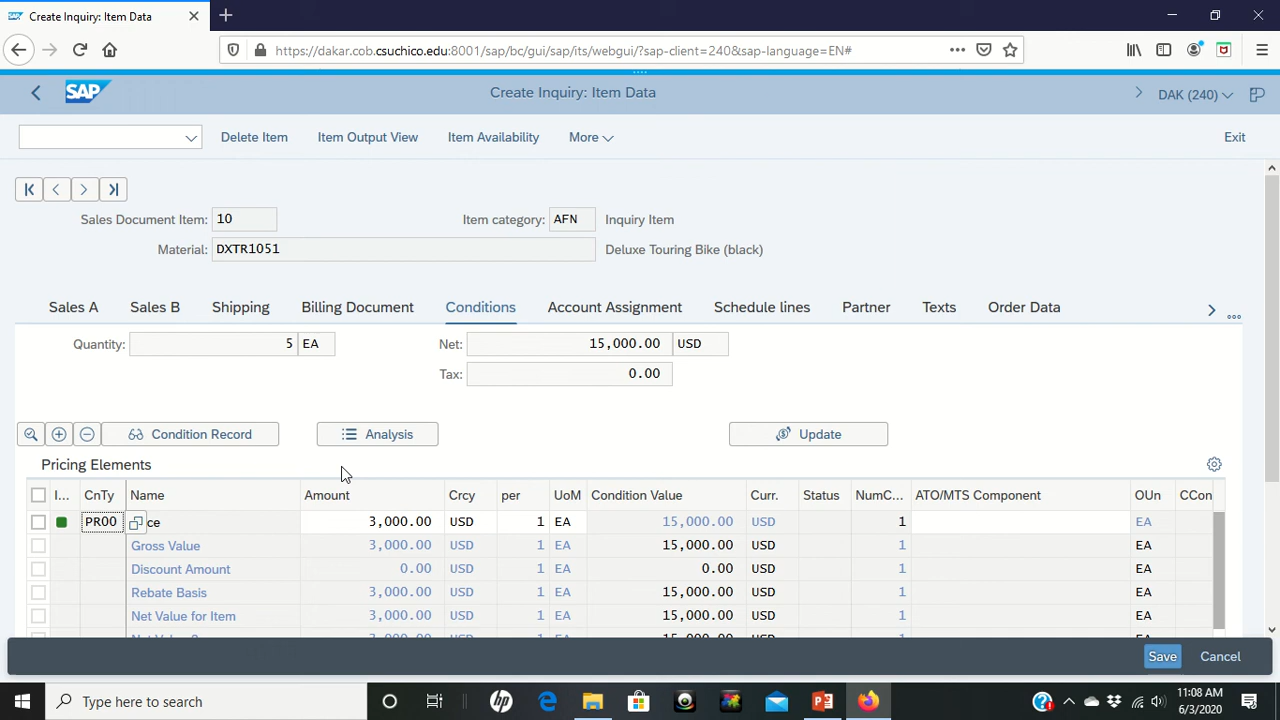 Create Inquiry: Item Data
https://dakar.cob.csuchico.edu:8001/sap/bc/gui/sap/its/webgui/?sap-client=240&sap-language=EN#
SAP Create Inquiry: Item Data DAK (240)
Delete Item Item Output View Item Availability More Exit
Sales Document Item: 10 Item category: AFN Inquiry Item
Material: DXTR1051 Deluxe Touring Bike (black)
Sales A Sales B Shipping Billing Document Conditions Account Assignment Schedule lines Partner Texts Order Data
Quantity: 5 EA Net: 15,000.00 USD
Tax: 0.00
Condition Record Analysis Update
Pricing Elements
I... CnTy Name Amount Crcy per UoM Condition Value Curr. Status NumC... ATO/MTS Component OUn CCon
PR00 ce 3,000.00 USD 1 EA 15,000.00 USD 1 EA
Gross Value 3,000.00 USD 1 EA 15,000.00 USD 1 EA
Discount Amount 0.00 USD 1 EA 0.00 USD 1 EA
Rebate Basis 3,000.00 USD 1 EA 15,000.00 USD 1 EA
Net Value for Item 3,000.00 USD 1 EA 15,000.00 USD 1 EA
Save Cancel
Type here to search
11:08 AM
6/3/2020